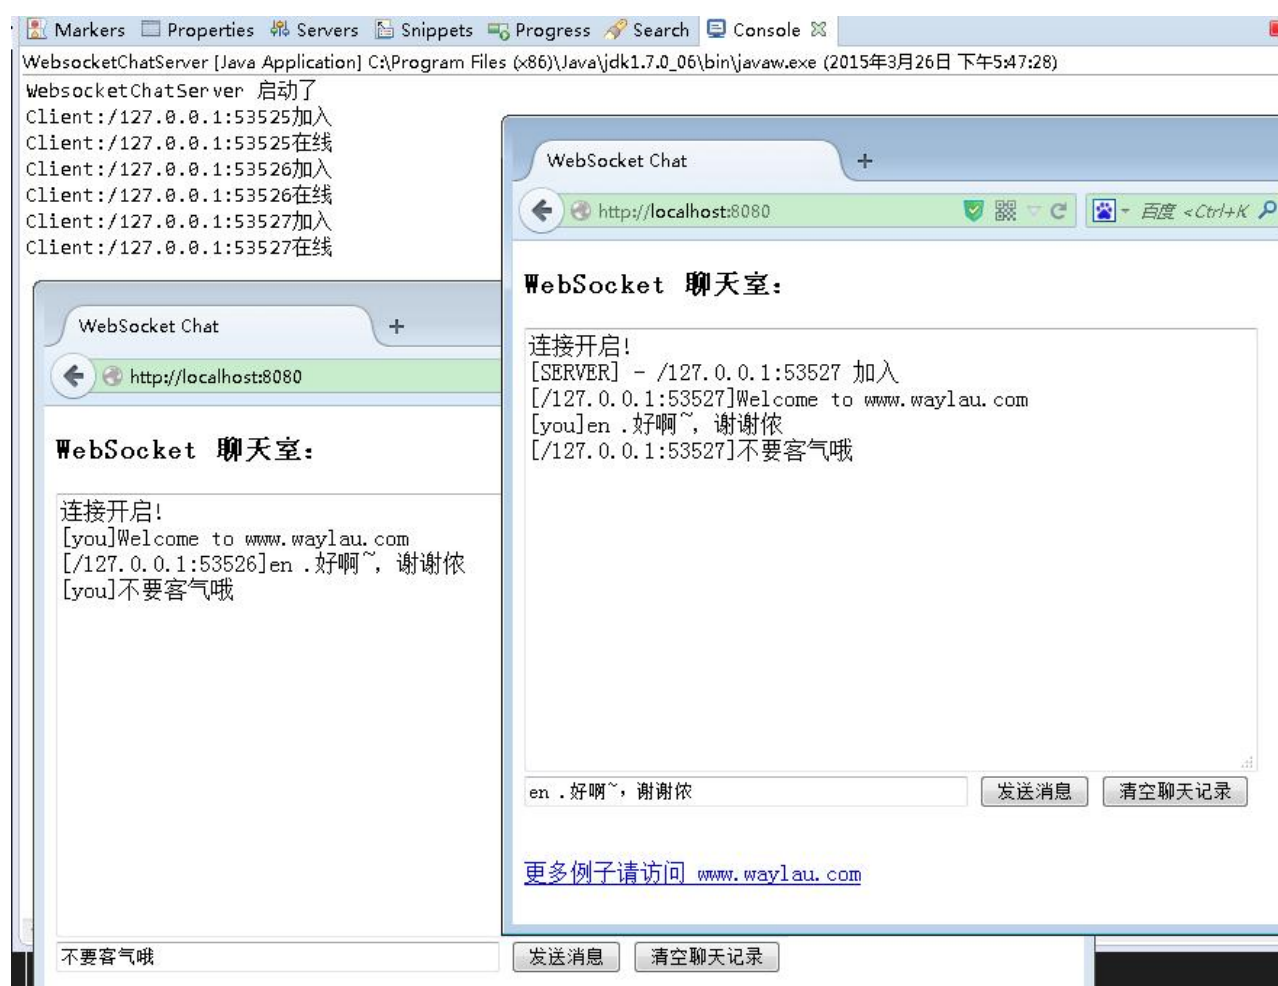 Markers Properties Servers Snippets Progress Search Console
WebsocketChatServer [Java Application] C:\Program Files (x86)\Java\jdk1.7.0_06\bin\javaw.exe (2015年3月26日 下午5:47:28)
WebsocketChatServer 启动了
Client:/127.0.0.1:53525加入
Client:/127.0.0.1:53525在线
Client:/127.0.0.1:53526加入
Client:/127.0.0.1:53526在线
Client:/127.0.0.1:53527加入
Client:/127.0.0.1:53527在线
WebSocket Chat
http://localhost:8080
百度 <Ctrl+K
WebSocket 聊天室：
连接开启!
[SERVER] - /127.0.0.1:53527 加入
[/127.0.0.1:53527]Welcome to www.waylau.com
[you]en .好啊~，谢谢侬
[/127.0.0.1:53527]不要客气哦
en .好啊~，谢谢侬
发送消息 清空聊天记录
更多例子请访问 www.waylau.com
WebSocket Chat
http://localhost:8080
WebSocket 聊天室：
连接开启!
[you]Welcome to www.waylau.com
[/127.0.0.1:53526]en .好啊~，谢谢侬
[you]不要客气哦
不要客气哦
发送消息 清空聊天记录